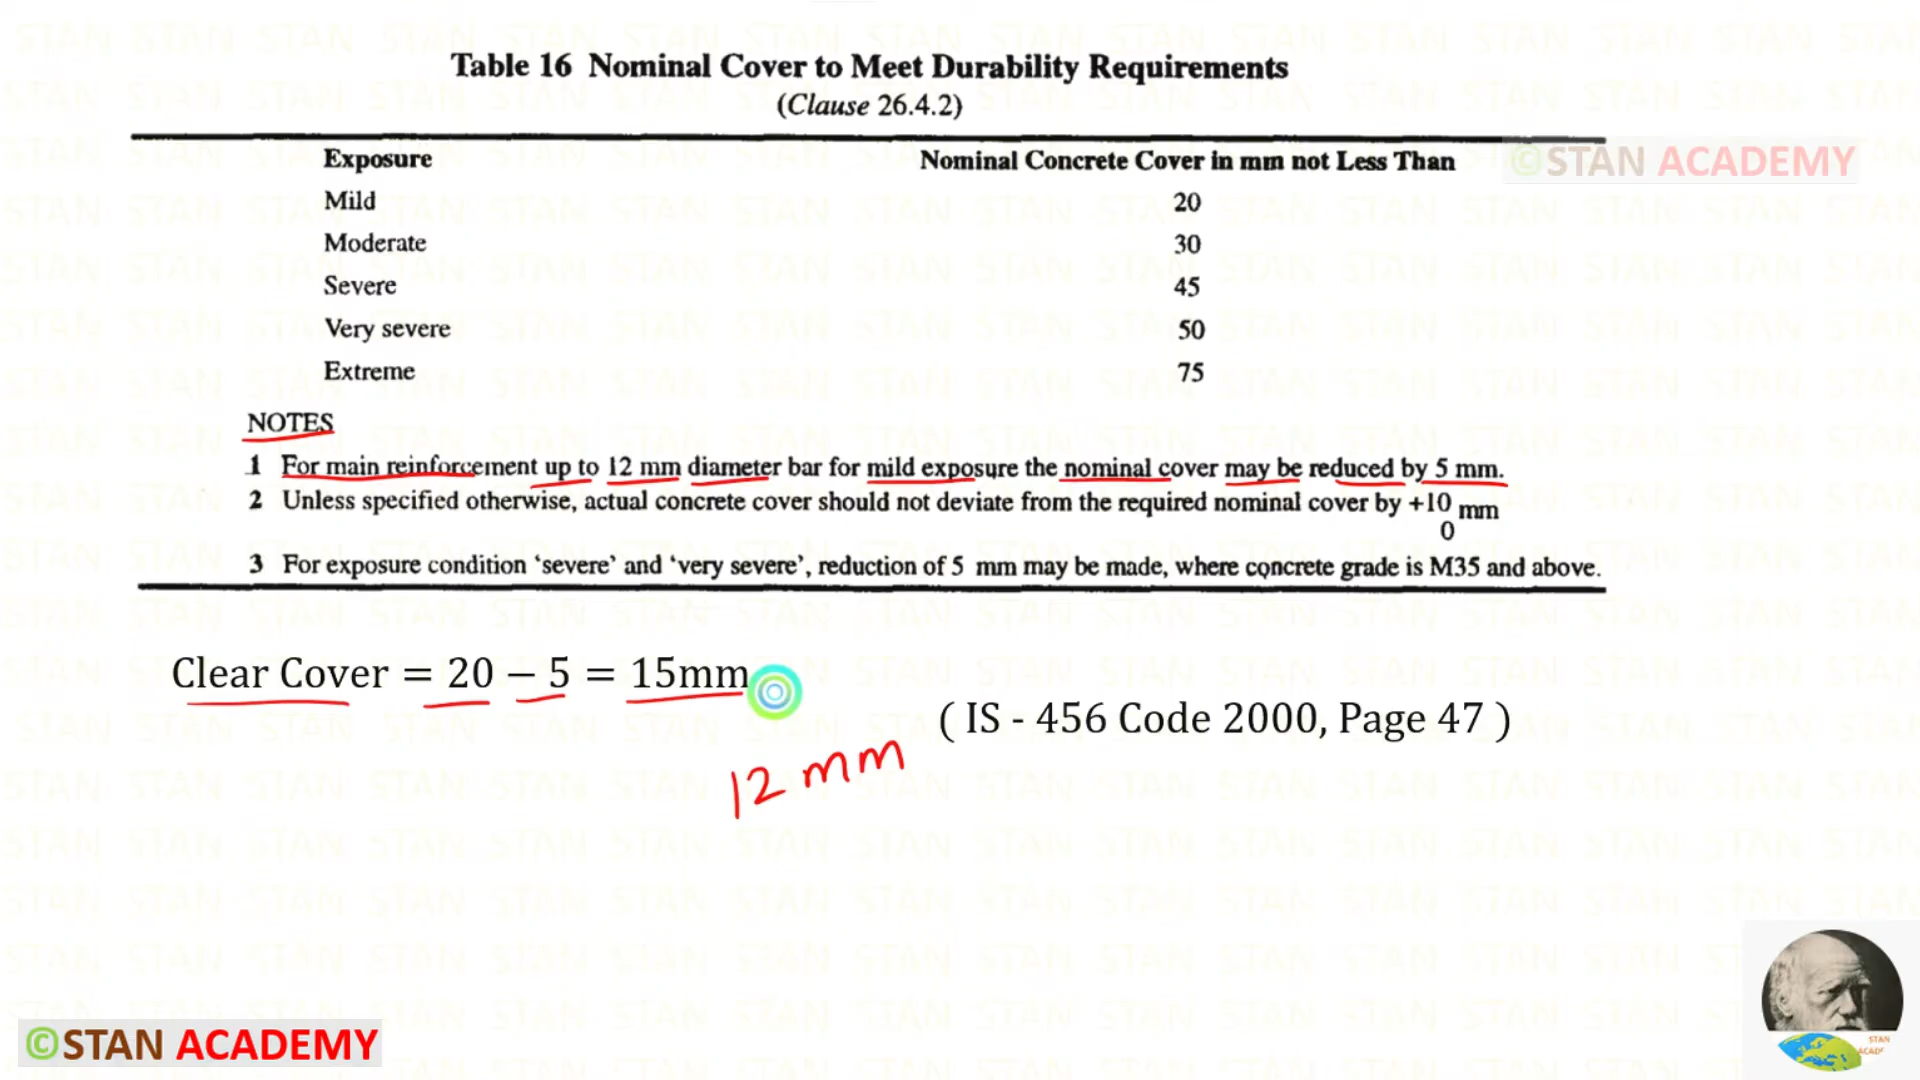 Table 16 Nominal Cover to Meet Durability Requirements
(Clause 26.4.2)
Exposure Nominal Concrete Cover in mm not Less Than
©STAN ACADEMY
Mild 20
Moderate 30
Severe 45
Very severe 50
Extreme 75
NOTES
1 For main reinforcement up to 12 mm diameter bar for mild exposure the nominal cover may be reduced by 5 mm.
2 Unless specified otherwise, actual concrete cover should not deviate from the required nominal cover by +10 mm
0
3 For exposure condition ‘severe’ and ‘very severe’, reduction of 5 mm may be made, where concrete grade is M35 and above.
Clear Cover = 20 − 5 = 15mm
( IS - 456 Code 2000, Page 47 )
12 mm
©STAN ACADEMY
STAN